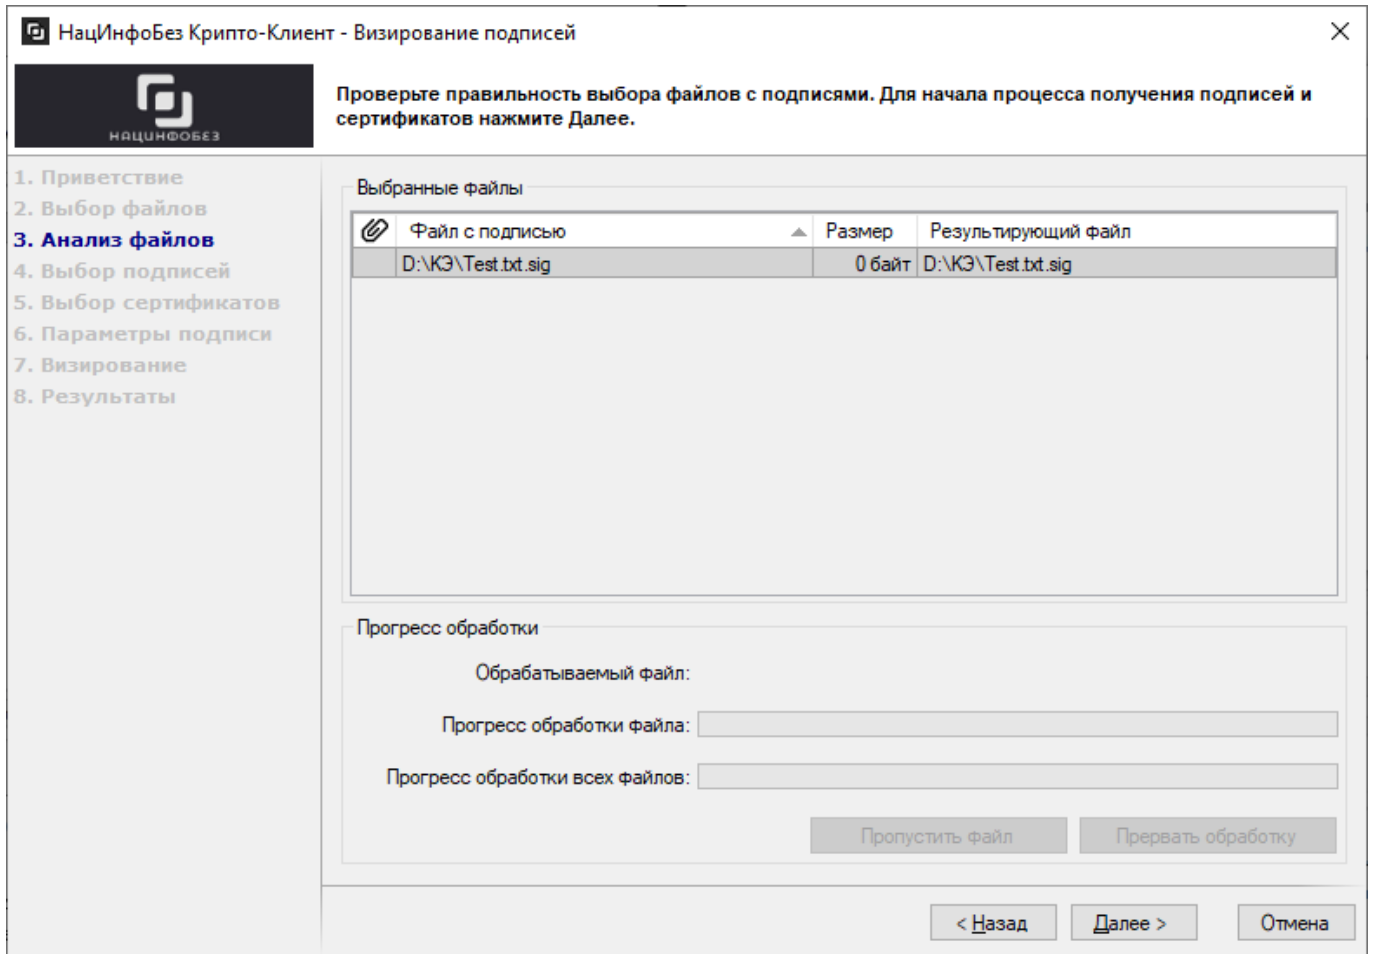 НацИнфоБез Крипто-Клиент - Визирование подписей
НАЦИНФОБЕЗ
Проверьте правильность выбора файлов с подписями. Для начала процесса получения подписей и
сертификатов нажмите Далее.
1. Приветствие
2. Выбор файлов
3. Анализ файлов
4. Выбор подписей
5. Выбор сертификатов
6. Параметры подписи
7. Визирование
8. Результаты
Выбранные файлы
Файл с подписью Размер Результирующий файл
D:\КЭ\Test.txt.sig 0 байт D:\КЭ\Test.txt.sig
Прогресс обработки
Обрабатываемый файл:
Прогресс обработки файла:
Прогресс обработки всех файлов:
Пропустить файл Прервать обработку
< Назад Далее > Отмена